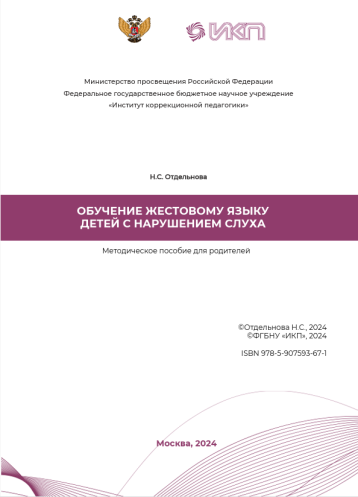 ИКП
Министерство просвещения Российской Федерации
Федеральное государственное бюджетное научное учреждение
«Институт коррекционной педагогики»
Н.С. Отдельнова
ОБУЧЕНИЕ ЖЕСТОВОМУ ЯЗЫКУ
ДЕТЕЙ С НАРУШЕНИЕМ СЛУХА
Методическое пособие для родителей
©Отдельнова Н.С., 2024
©ФГБНУ «ИКП», 2024
ISBN 978-5-907593-67-1
Москва, 2024